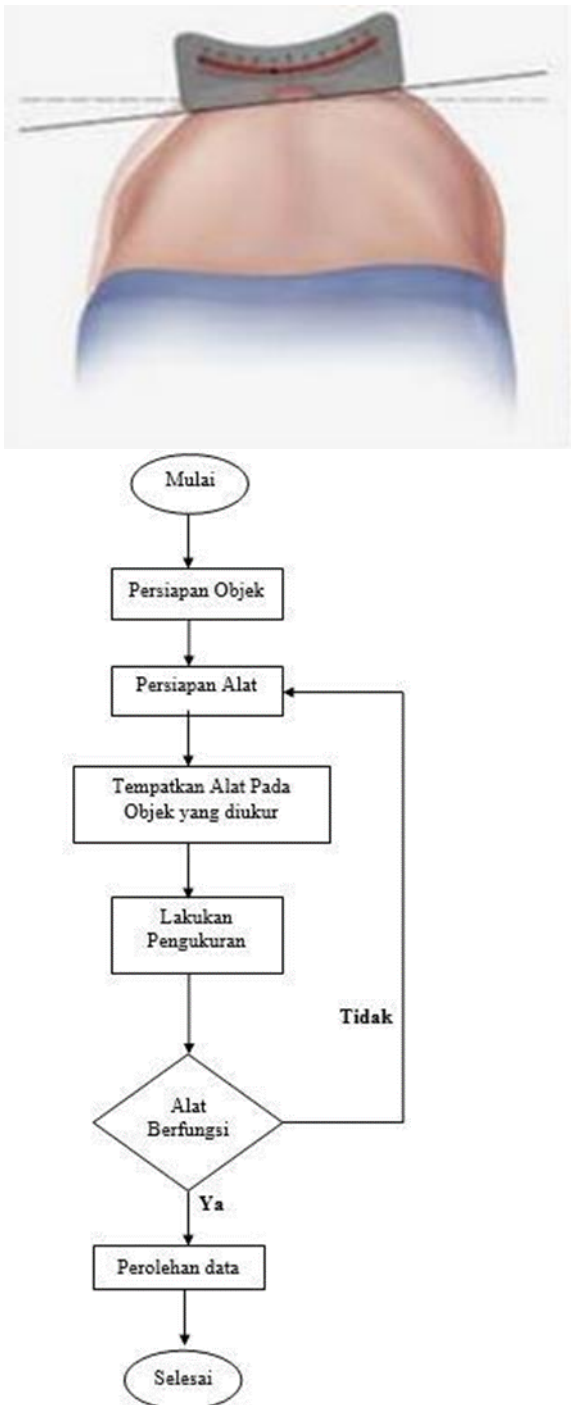 Mulai
Persiapan Objek
Persiapan Alat
Tempatkan Alat Pada
Objek yang diukur
Lakukan
Pengukuran
Tidak
Alat
Berfungsi
Ya
Perolehan data
Selesai